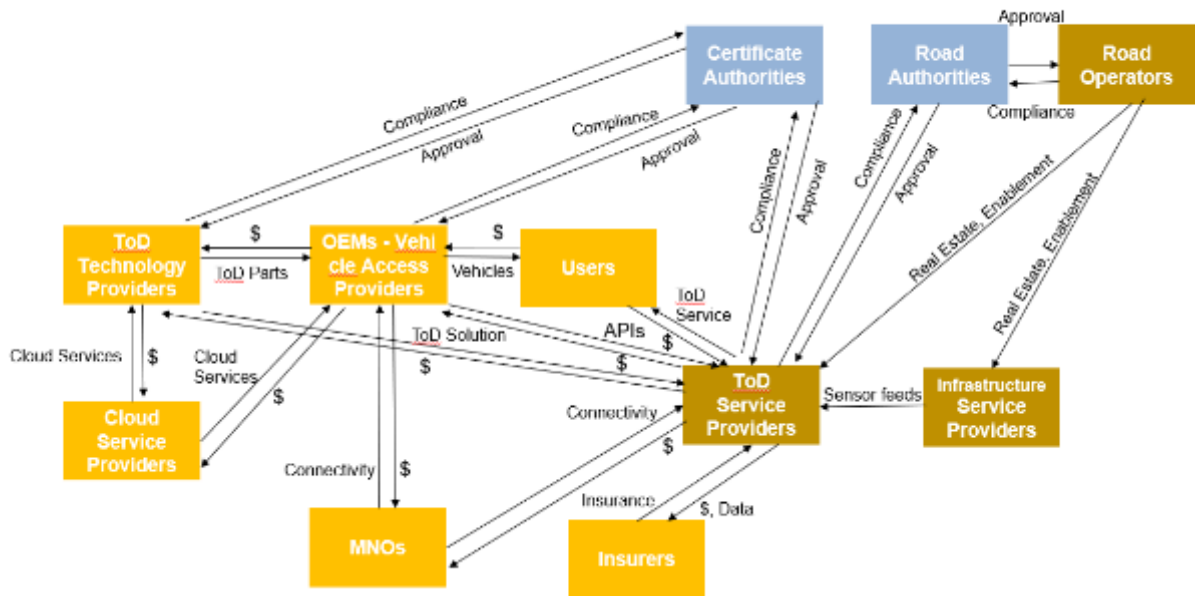 Approval
Certificate
Authorities
Road
Authorities
Road
Operators
Compliance
Compliance
Approval
Compliance
Approval
Compliance
Approval
Compliance
Approval
Real Estate, Enablement
Real Estate, Enablement
ToD
Technology
Providers
$
ToD Parts
OEMs - Vehi
cle Access
Providers
$
Vehicles
Users
ToD
Service
$
APIs
$
ToD Solution
$
Cloud Services
$
Cloud
Services
$
Cloud
Service
Providers
Connectivity
$
Connectivity
$
ToD
Service
Providers
Sensor feeds
Infrastructure
Service
Providers
MNOs
Insurance
$, Data
Insurers